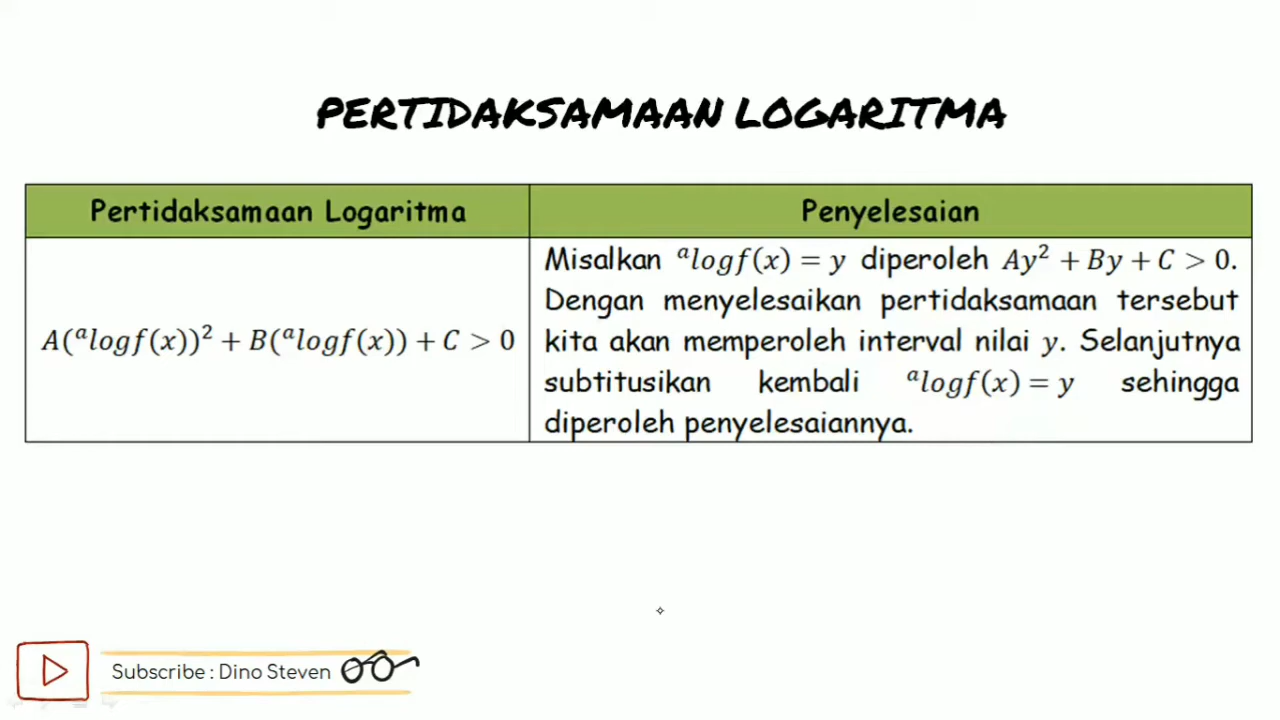 PERTIDAKSAMAAN LOGARITMA
Pertidaksamaan Logaritma
Penyelesaian
A(ᵃlogf(x))² + B(ᵃlogf(x)) + C > 0
Misalkan ᵃlogf(x) = y diperoleh Ay² + By + C > 0.
Dengan menyelesaikan pertidaksamaan tersebut
kita akan memperoleh interval nilai y. Selanjutnya
subtitusikan kembali ᵃlogf(x) = y sehingga
diperoleh penyelesaiannya.
Subscribe : Dino Steven